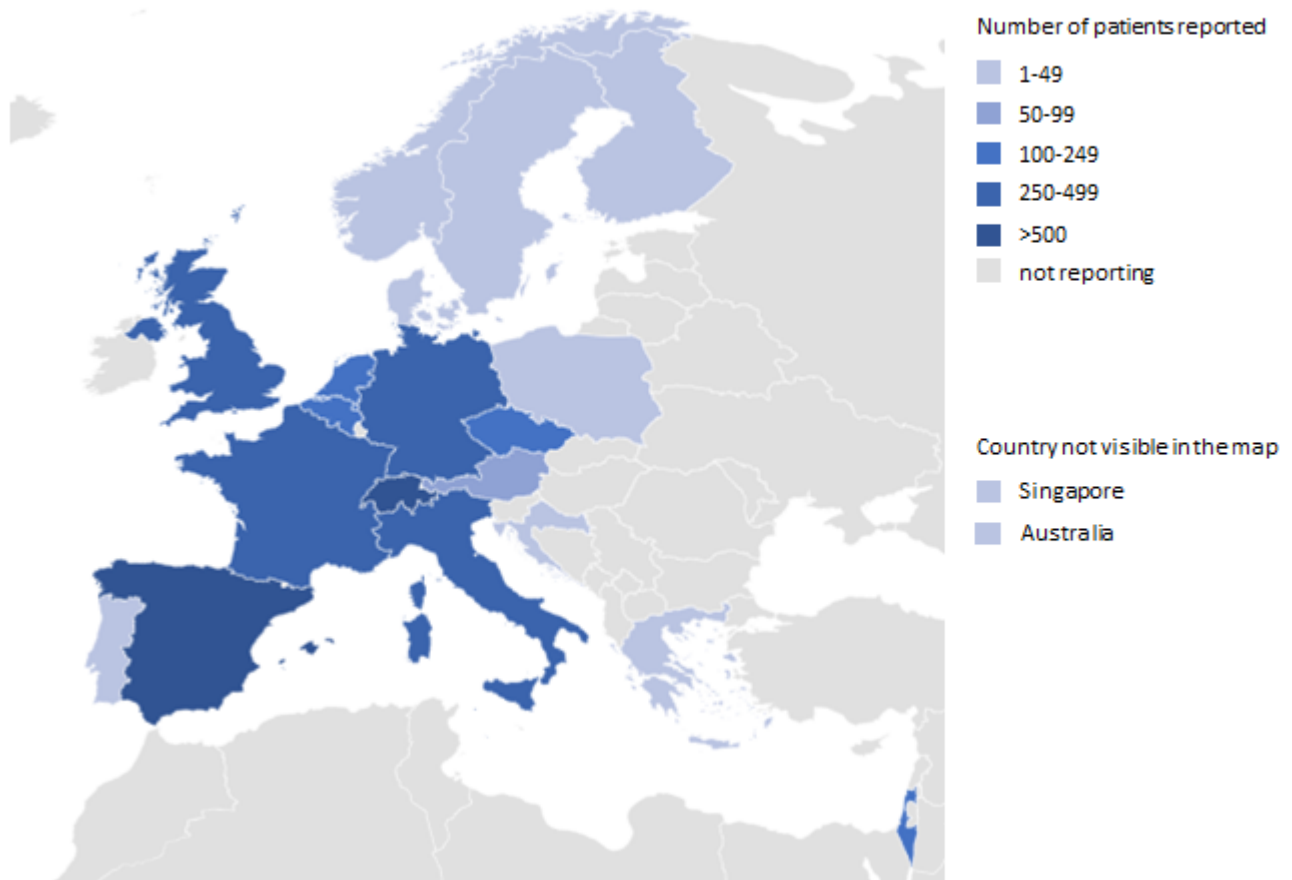 Number of patients reported
1-49
50-99
100-249
250-499
>500
not reporting
Country not visible in the map
Singapore
Australia